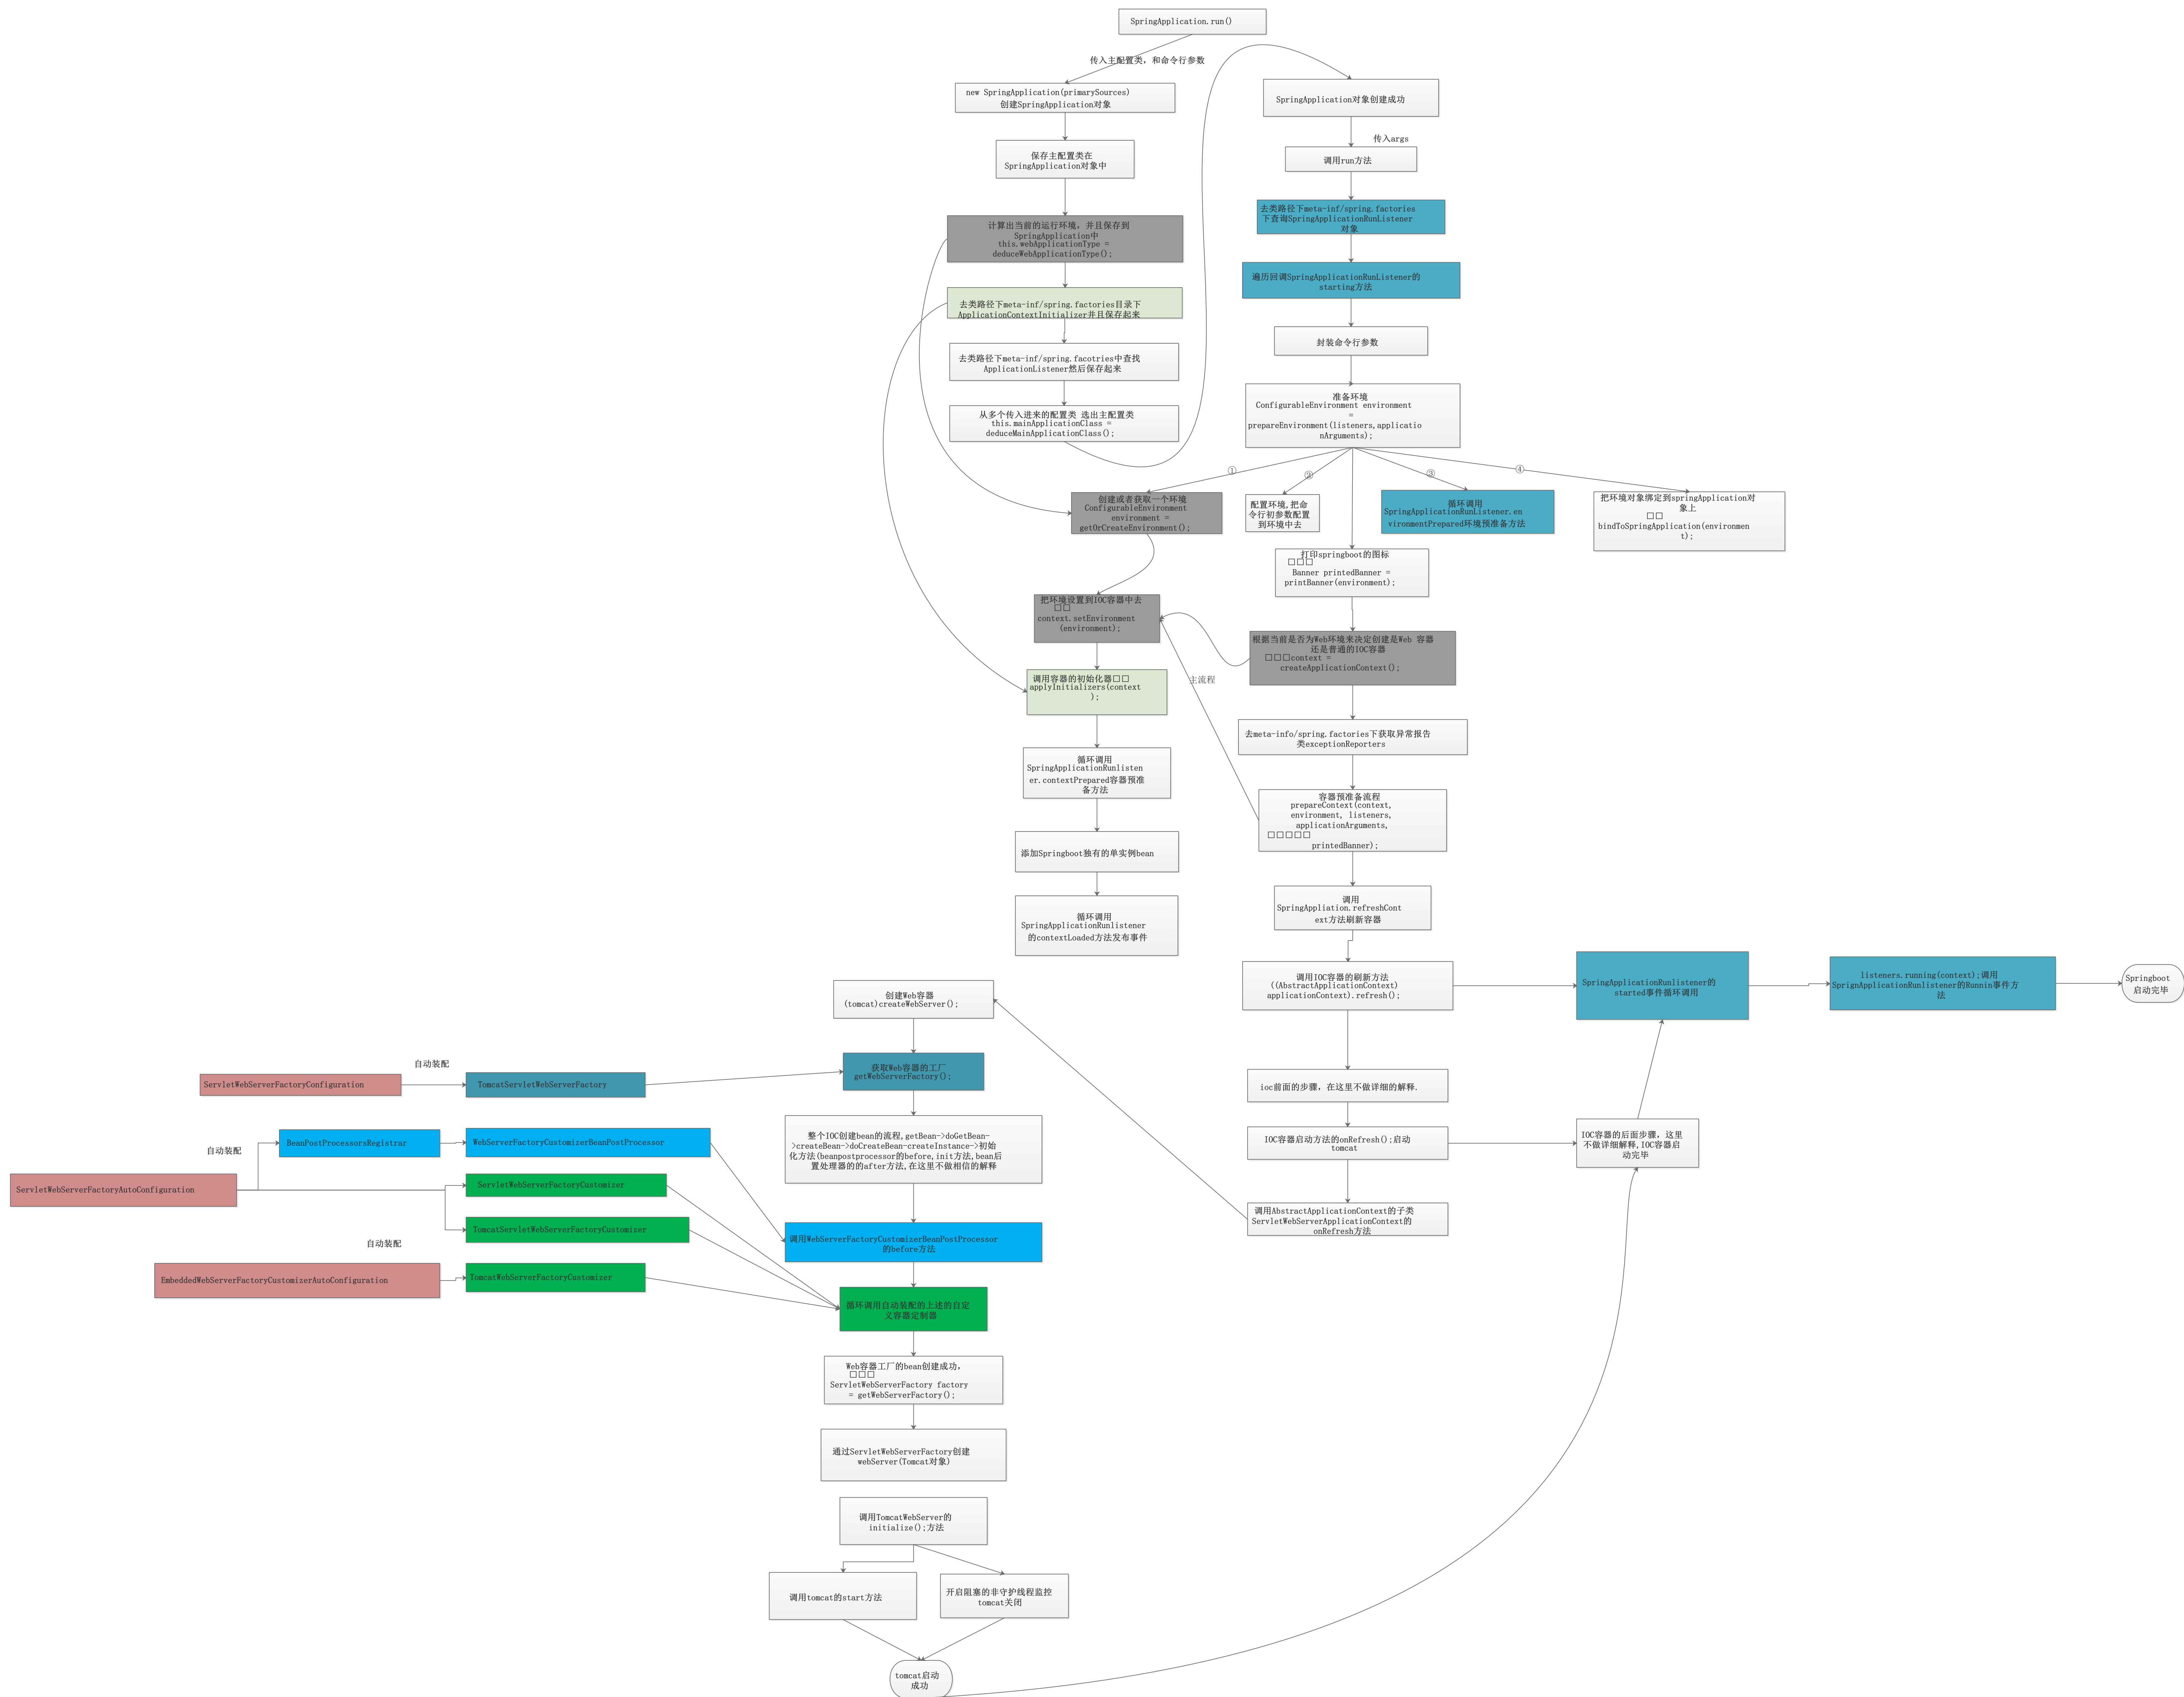 SpringApplication.run()
传入主配置类，和命令行参数
new SpringApplication(primarySources)
创建SpringApplication对象
保存主配置类在
SpringApplication对象中
计算出当前的运行环境，并且保存到
SpringApplication中
this.webApplicationType =
deduceWebApplicationType();
去类路径下meta-inf/spring.factories目录下
ApplicationContextInitializer并且保存起来
去类路径下meta-inf/spring.facotries中查找
ApplicationListener然后保存起来
从多个传入进来的配置类 选出主配置类
this.mainApplicationClass =
deduceMainApplicationClass();
SpringApplication对象创建成功
传入args
调用run方法
去类路径下meta-inf/spring.factories
下查询SpringApplicationRunListener
对象
遍历回调SpringApplicationRunListener的
starting方法
封装命令行参数
准备环境
ConfigurableEnvironment environment
=
prepareEnvironment(listeners,applicatio
nArguments);
①
②
③
④
创建或者获取一个环境
ConfigurableEnvironment
environment =
getOrCreateEnvironment();
配置环境,把命
令行初参数配置
到环境中去
循环调用
SpringApplicationRunListener.en
vironmentPrepared环境预准备方法
把环境对象绑定到springApplication对
象上
□□
bindToSpringApplication(environmen
t);
打印springboot的图标
□□□
Banner printedBanner =
printBanner(environment);
把环境设置到IOC容器中去
□□
context.setEnvironment
(environment);
根据当前是否为Web环境来决定创建是Web 容器
还是普通的IOC容器
□□□context =
createApplicationContext();
主流程
调用容器的初始化器□□
applyInitializers(context
);
去meta-info/spring.factories下获取异常报告
类exceptionReporters
循环调用
SpringApplicationRunlisten
er.contextPrepared容器预准
备方法
容器预准备流程
prepareContext(context,
environment, listeners,
applicationArguments,
□□□□□
printedBanner);
添加Springboot独有的单实例bean
循环调用
SpringApplicationRunlistener
的contextLoaded方法发布事件
调用
SpringAppliation.refreshCont
ext方法刷新容器
调用IOC容器的刷新方法
((AbstractApplicationContext)
applicationContext).refresh();
SpringApplicationRunlistener的
started事件循环调用
listeners.running(context);调用
SprignApplicationRunlistener的Runnin事件方
法
Springboot
启动完毕
创建Web容器
(tomcat)createWebServer();
自动装配
ServletWebServerFactoryConfiguration
TomcatServletWebServerFactory
获取Web容器的工厂
getWebServerFactory();
ioc前面的步骤，在这里不做详细的解释.
IOC容器启动方法的onRefresh();启动
tomcat
IOC容器的后面步骤，这里
不做详细解释,IOC容器启
动完毕
调用AbstractApplicationContext的子类
ServletWebServerApplicationContext的
onRefresh方法
自动装配
BeanPostProcessorsRegistrar
WebServerFactoryCustomizerBeanPostProcessor
整个IOC创建bean的流程,getBean->doGetBean-
>createBean->doCreateBean-createInstance->初始
化方法(beanpostprocessor的before,init方法,bean后
置处理器的的after方法,在这里不做相信的解释
ServletWebServerFactoryAutoConfiguration
ServletWebServerFactoryCustomizer
TomcatServletWebServerFactoryCustomizer
自动装配
EmbeddedWebServerFactoryCustomizerAutoConfiguration
TomcatWebServerFactoryCustomizer
调用WebServerFactoryCustomizerBeanPostProcessor
的before方法
循环调用自动装配的上述的自定
义容器定制器
Web容器工厂的bean创建成功，
□□□
ServletWebServerFactory factory
= getWebServerFactory();
通过ServletWebServerFactory创建
webServer(Tomcat对象)
调用TomcatWebServer的
initialize();方法
调用tomcat的start方法
开启阻塞的非守护线程监控
tomcat关闭
tomcat启动
成功